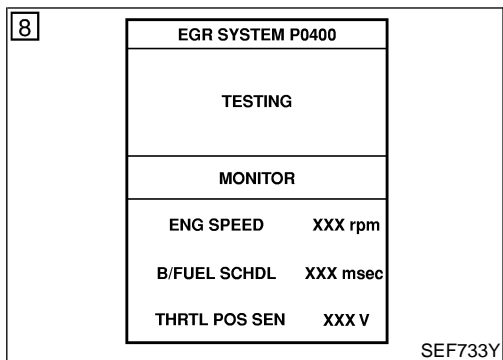 8
EGR SYSTEM P0400
TESTING
MONITOR
ENG SPEED XXX rpm
B/FUEL SCHDL XXX msec
THRTL POS SEN XXX V
SEF733Y